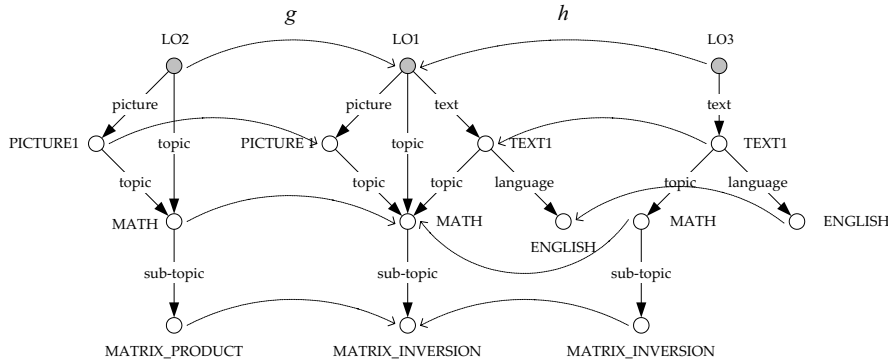 g h
LO2 LO1 LO3
picture picture text text
PICTURE1 topic PICTURE 1 topic TEXT1 TEXT1
topic topic topic language topic language
MATH MATH ENGLISH MATH ENGLISH
sub-topic sub-topic sub-topic
MATRIX_PRODUCT MATRIX_INVERSION MATRIX_INVERSION